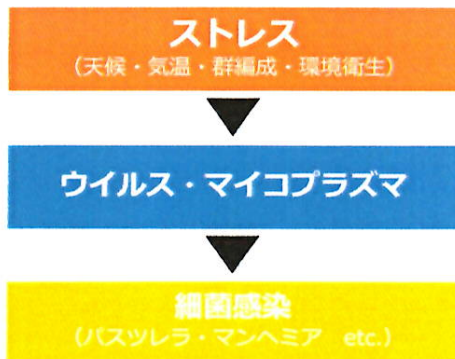 ストレス
(天候・気温・群編成・環境衛生)
ウイルス・マイコプラズマ
細菌感染
(パスツレラ・マンヘミア etc.)